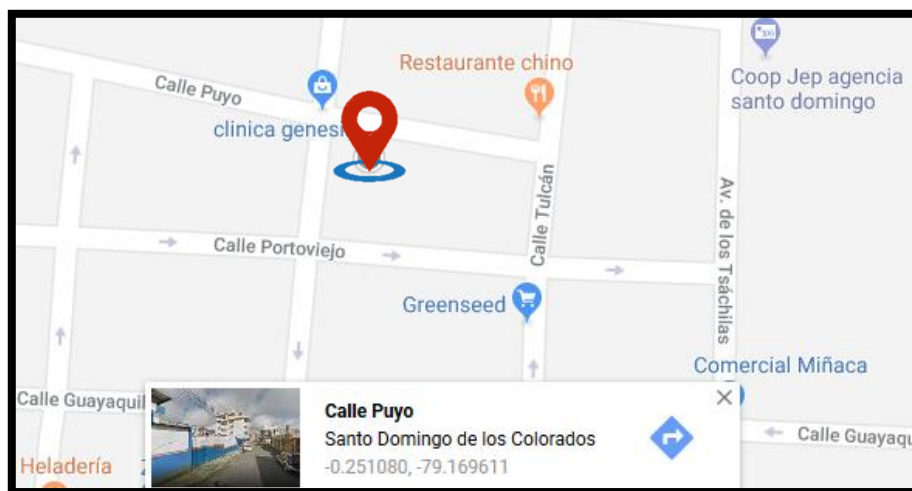 Restaurante chino
Coop Jep agencia
santo domingo
Calle Puyo
clinica genesi
Calle Tulcán
Av. de los Tsáchilas
Calle Portoviejo
Greenseed
Comercial Miñaca
Calle Guayaquil
Calle Puyo
Santo Domingo de los Colorados
-0.251080, -79.169611
Calle Guayaqu
Heladería